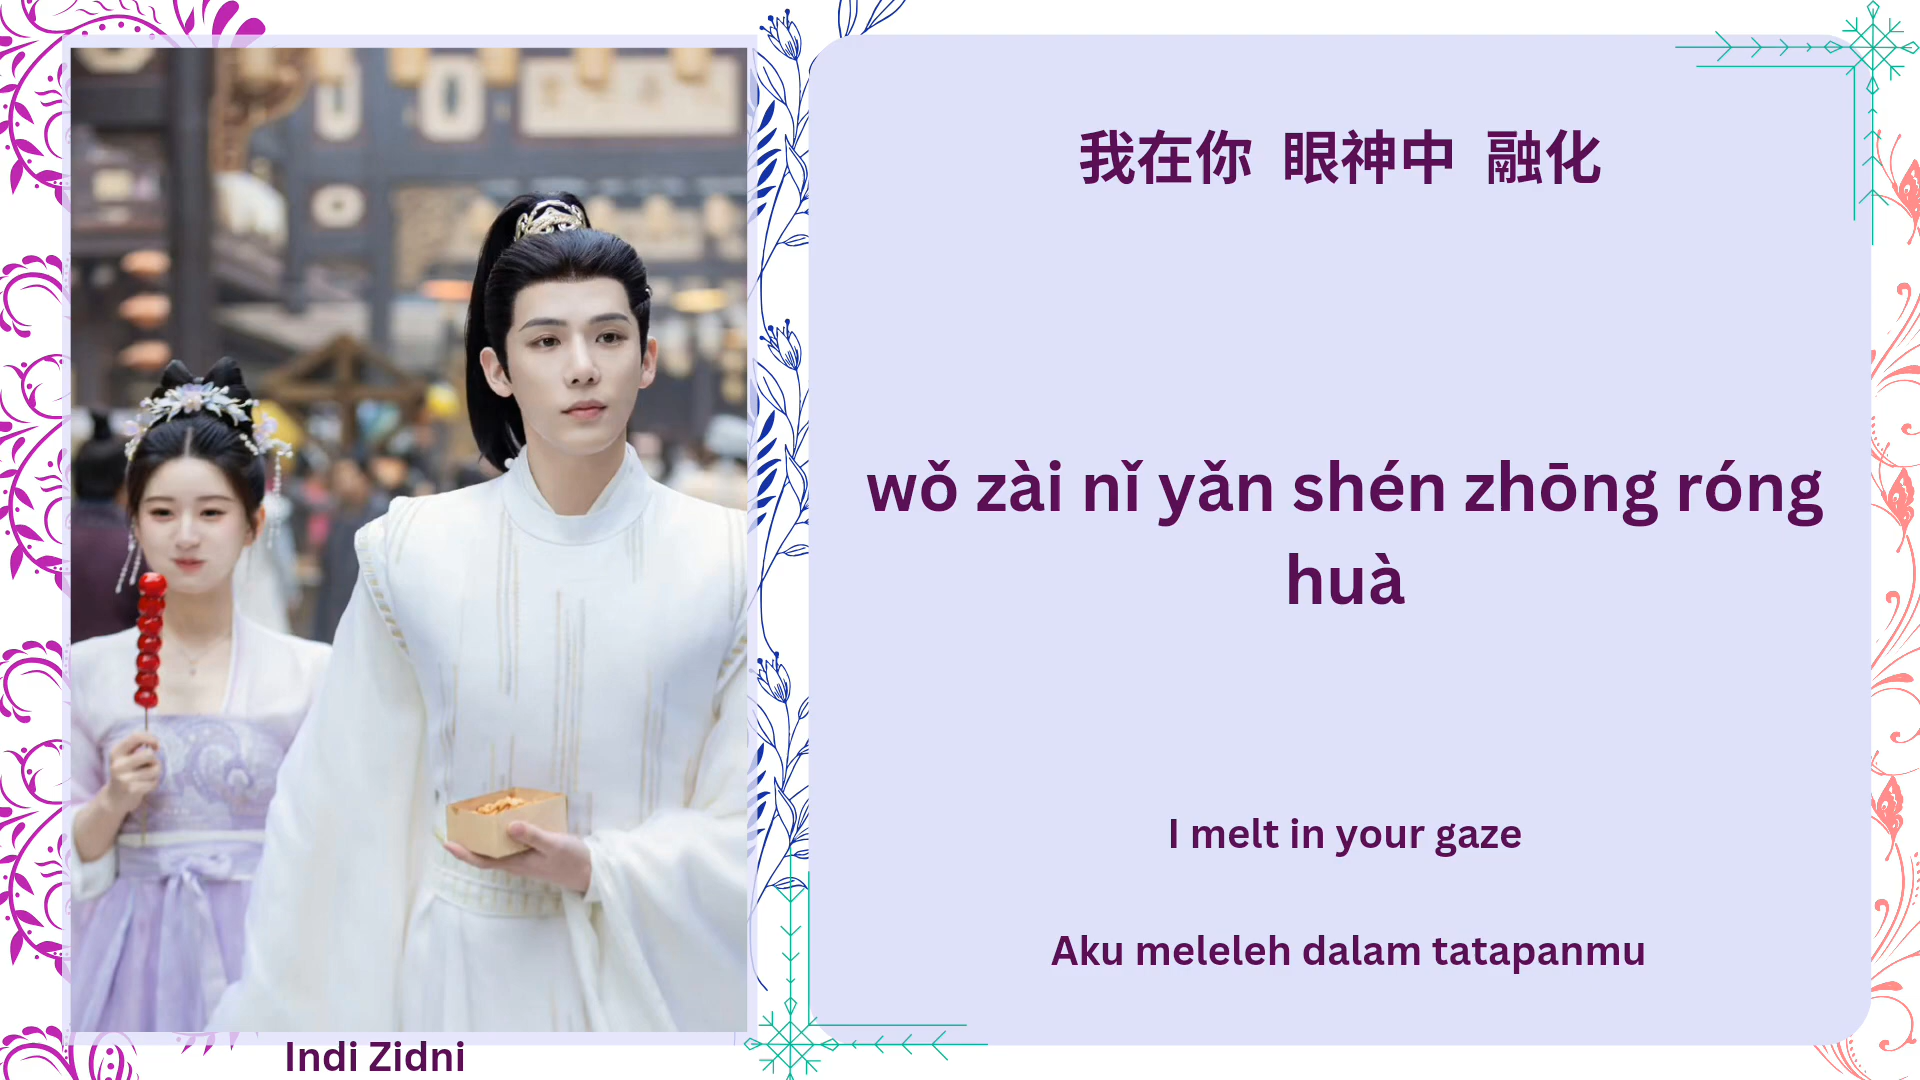 我在你 眼神中 融化
wǒ zài nǐ yǎn shén zhōng róng
huà
I melt in your gaze
Aku meleleh dalam tatapanmu
Indi Zidni